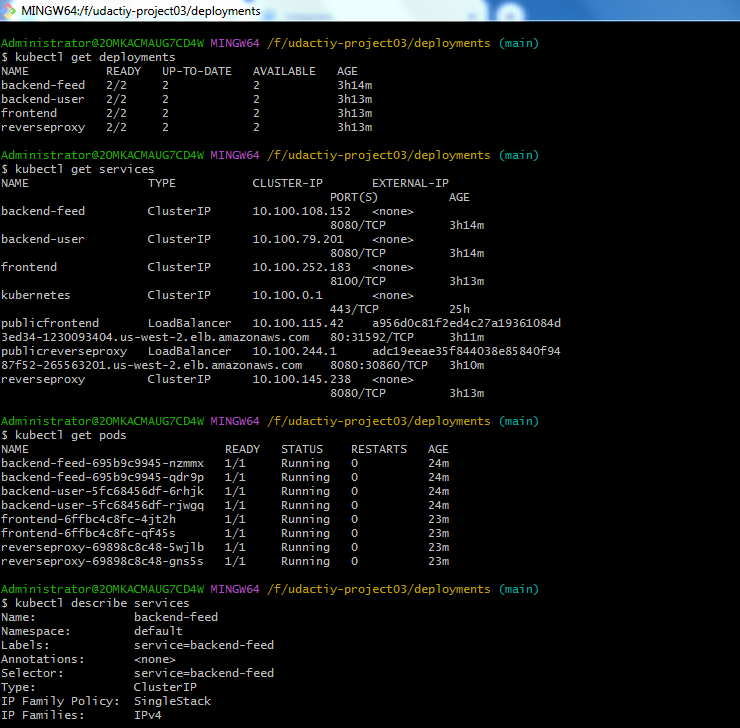 MINGW64:/f/udactiy-project03/deployments
Administrator@2OMKACMAUG7CD4W MINGW64 /f/udactiy-project03/deployments (main)
$ kubectl get deployments
NAME READY UP-TO-DATE AVAILABLE AGE
backend-feed 2/2 2 2 3h14m
backend-user 2/2 2 2 3h13m
frontend 2/2 2 2 3h13m
reverseproxy 2/2 2 2 3h13m
Administrator@2OMKACMAUG7CD4W MINGW64 /f/udactiy-project03/deployments (main)
$ kubectl get services
NAME TYPE CLUSTER-IP EXTERNAL-IP
PORT(S) AGE
backend-feed ClusterIP 10.100.108.152 <none>
8080/TCP 3h14m
backend-user ClusterIP 10.100.79.201 <none>
8080/TCP 3h14m
frontend ClusterIP 10.100.252.183 <none>
8100/TCP 3h13m
kubernetes ClusterIP 10.100.0.1 <none>
443/TCP 25h
publicfrontend LoadBalancer 10.100.115.42 a956d0c81f2ed4c27a19361084d
3ed34-1230093404.us-west-2.elb.amazonaws.com 80:31592/TCP 3h11m
publicreverseproxy LoadBalancer 10.100.244.1 adc19eeae35f844038e85840f94
87f52-265563201.us-west-2.elb.amazonaws.com 8080:30860/TCP 3h10m
reverseproxy ClusterIP 10.100.145.238 <none>
8080/TCP 3h13m
Administrator@2OMKACMAUG7CD4W MINGW64 /f/udactiy-project03/deployments (main)
$ kubectl get pods
NAME READY STATUS RESTARTS AGE
backend-feed-695b9c9945-nzmmx 1/1 Running 0 24m
backend-feed-695b9c9945-qdr9p 1/1 Running 0 24m
backend-user-5fc68456df-6rhjk 1/1 Running 0 24m
backend-user-5fc68456df-rjwgq 1/1 Running 0 24m
frontend-6ffbc4c8fc-4jt2h 1/1 Running 0 23m
frontend-6ffbc4c8fc-qf45s 1/1 Running 0 23m
reverseproxy-69898c8c48-5wjlb 1/1 Running 0 23m
reverseproxy-69898c8c48-gns5s 1/1 Running 0 23m
Administrator@2OMKACMAUG7CD4W MINGW64 /f/udactiy-project03/deployments (main)
$ kubectl describe services
Name: backend-feed
Namespace: default
Labels: service=backend-feed
Annotations: <none>
Selector: service=backend-feed
Type: ClusterIP
IP Family Policy: SingleStack
IP Families: IPv4